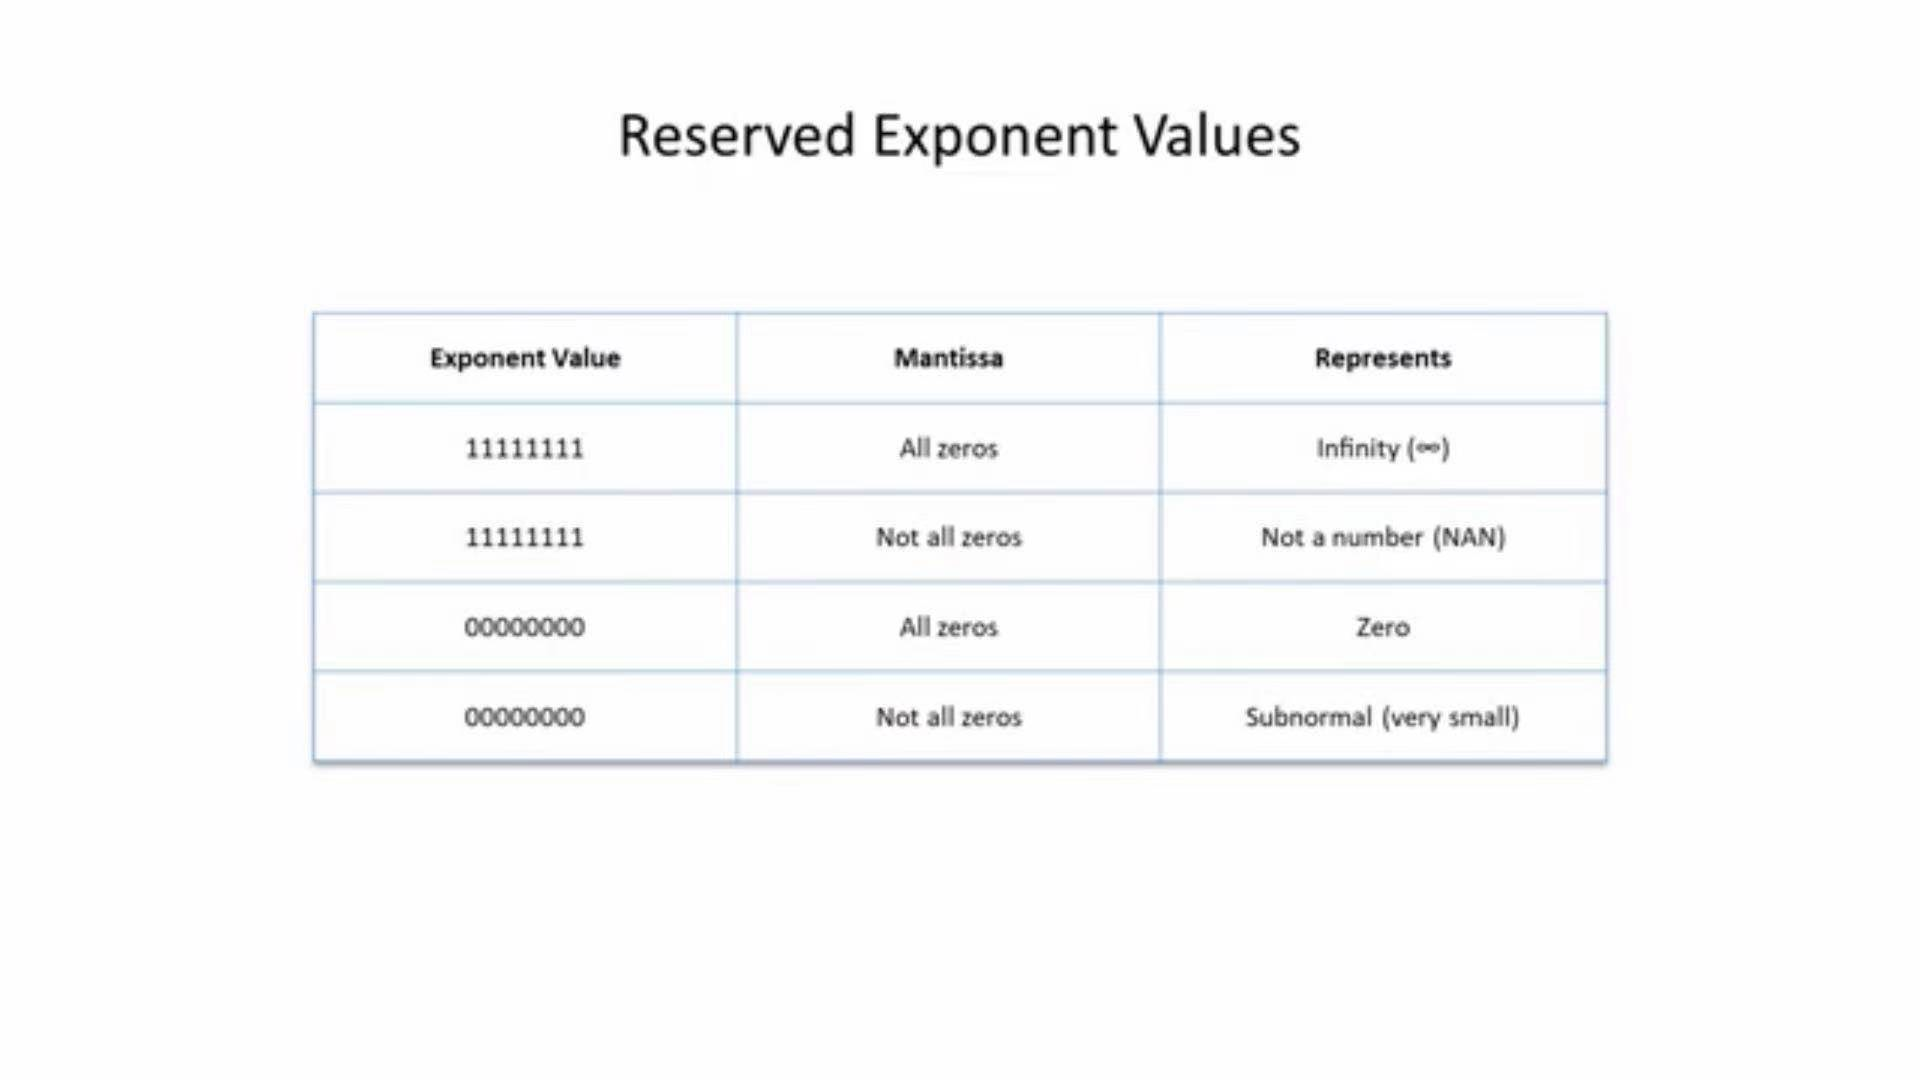 Reserved Exponent Values
Exponent Value Mantissa Represents
11111111 All zeros Infinity (∞)
11111111 Not all zeros Not a number (NAN)
00000000 All zeros Zero
00000000 Not all zeros Subnormal (very small)